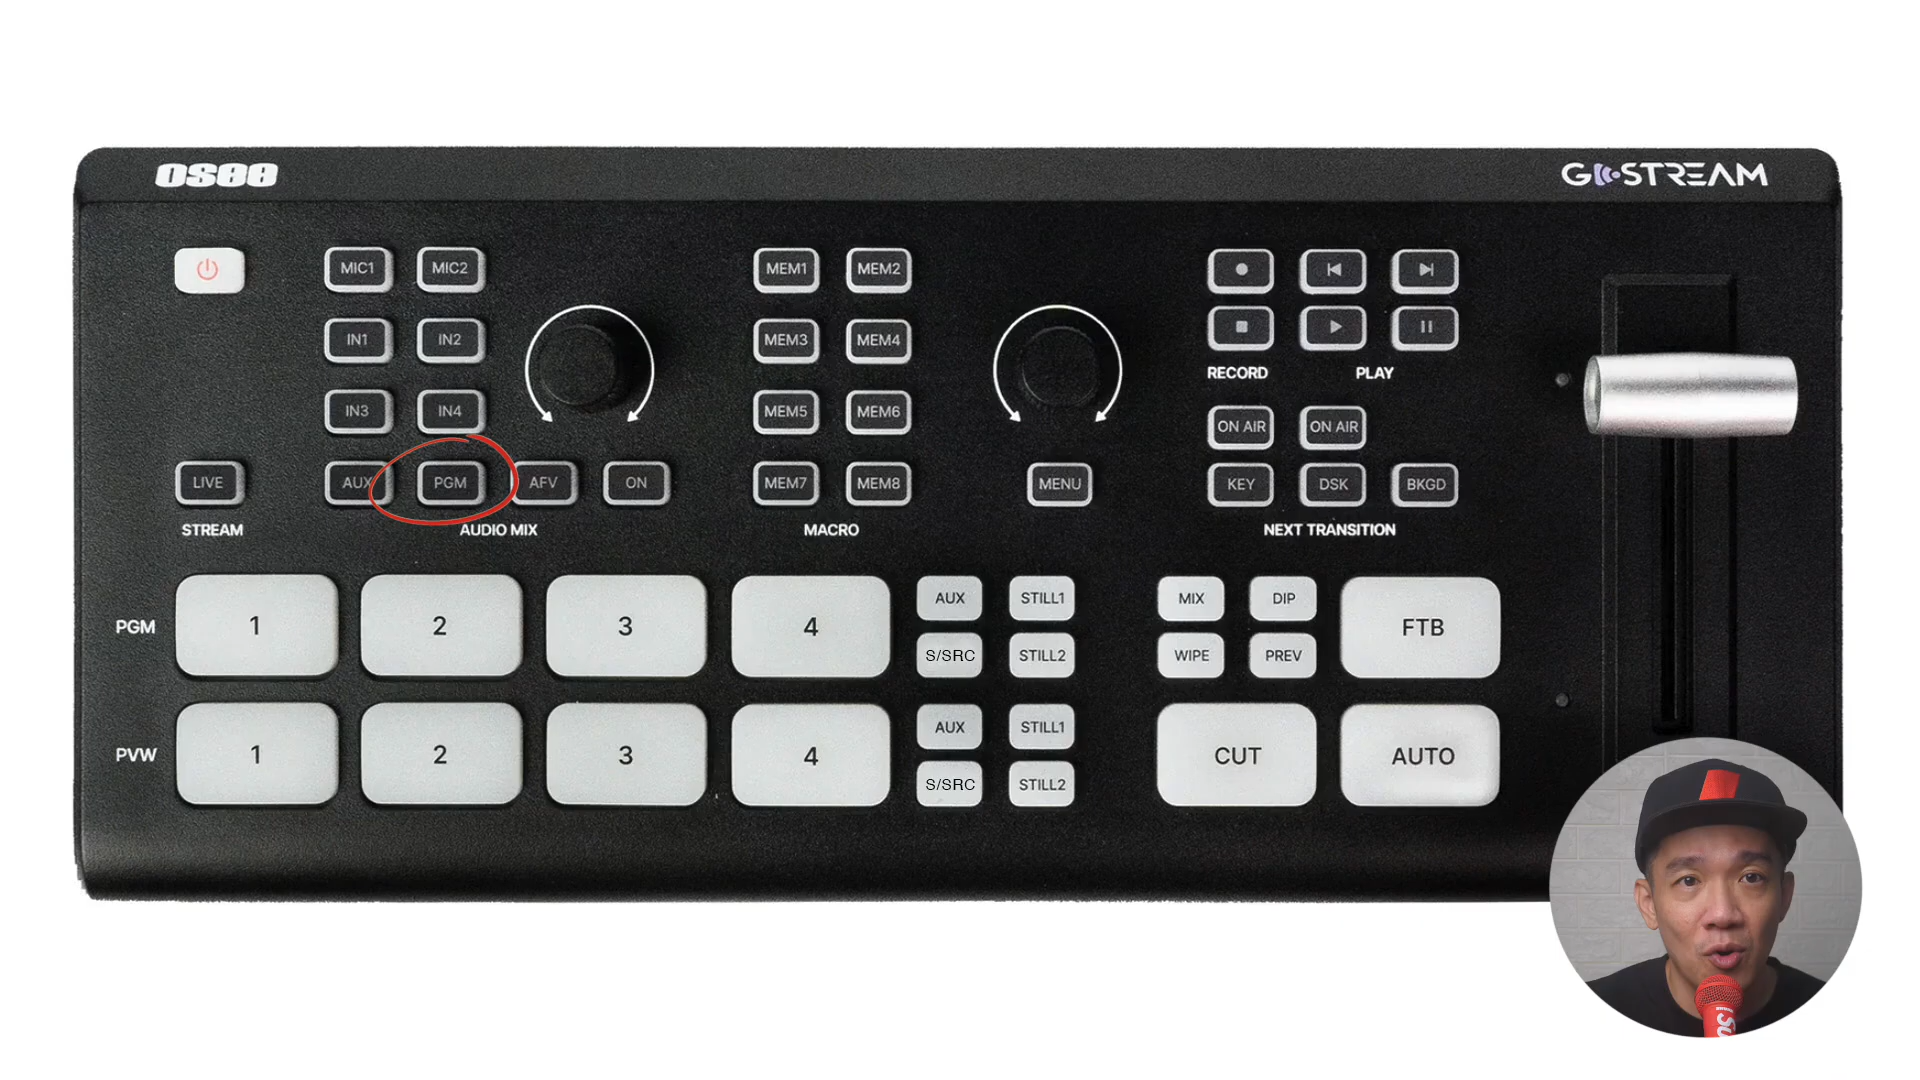 OSEE
GOSTREAM
MIC1 MIC2 MEM1 MEM2
IN1 IN2 MEM3 MEM4
RECORD PLAY
IN3 IN4 MEM5 MEM6 ON AIR ON AIR
LIVE AUX PGM AFV ON MEM7 MEM8 MENU KEY DSK BKGD
STREAM AUDIO MIX MACRO NEXT TRANSITION
PGM 1 2 3 4 AUX STILL1 MIX DIP FTB
S/SRC STILL2 WIPE PREV
PVW 1 2 3 4 AUX STILL1 CUT AUTO
S/SRC STILL2